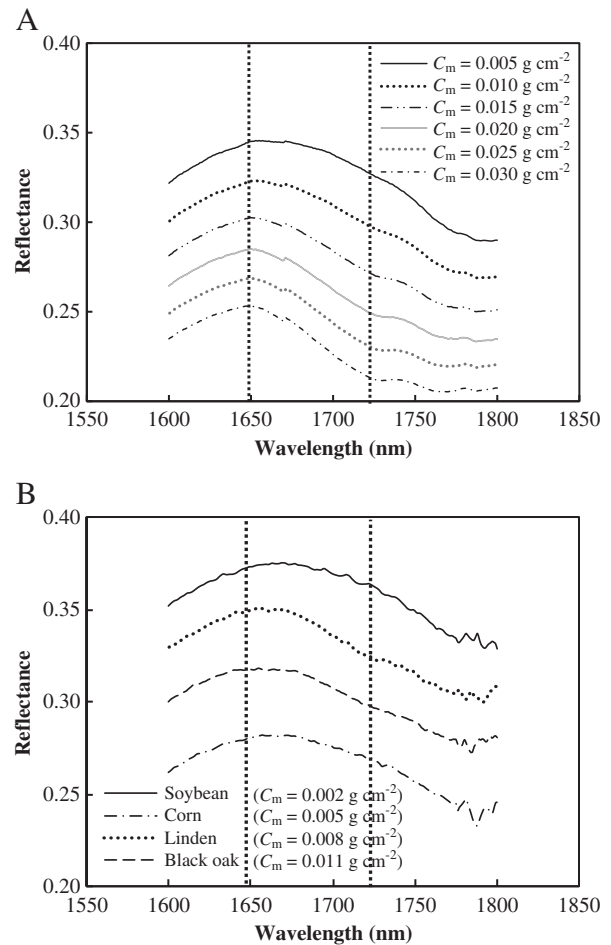 A
0.40
0.35
0.30
0.25
0.20
Reflectance
Cm = 0.005 g cm-2
Cm = 0.010 g cm-2
Cm = 0.015 g cm-2
Cm = 0.020 g cm-2
Cm = 0.025 g cm-2
Cm = 0.030 g cm-2
1550 1600 1650 1700 1750 1800 1850
Wavelength (nm)
B
0.40
0.35
0.30
0.25
0.20
Reflectance
Soybean (Cm = 0.002 g cm-2)
Corn (Cm = 0.005 g cm-2)
Linden (Cm = 0.008 g cm-2)
Black oak (Cm = 0.011 g cm-2)
1550 1600 1650 1700 1750 1800 1850
Wavelength (nm)